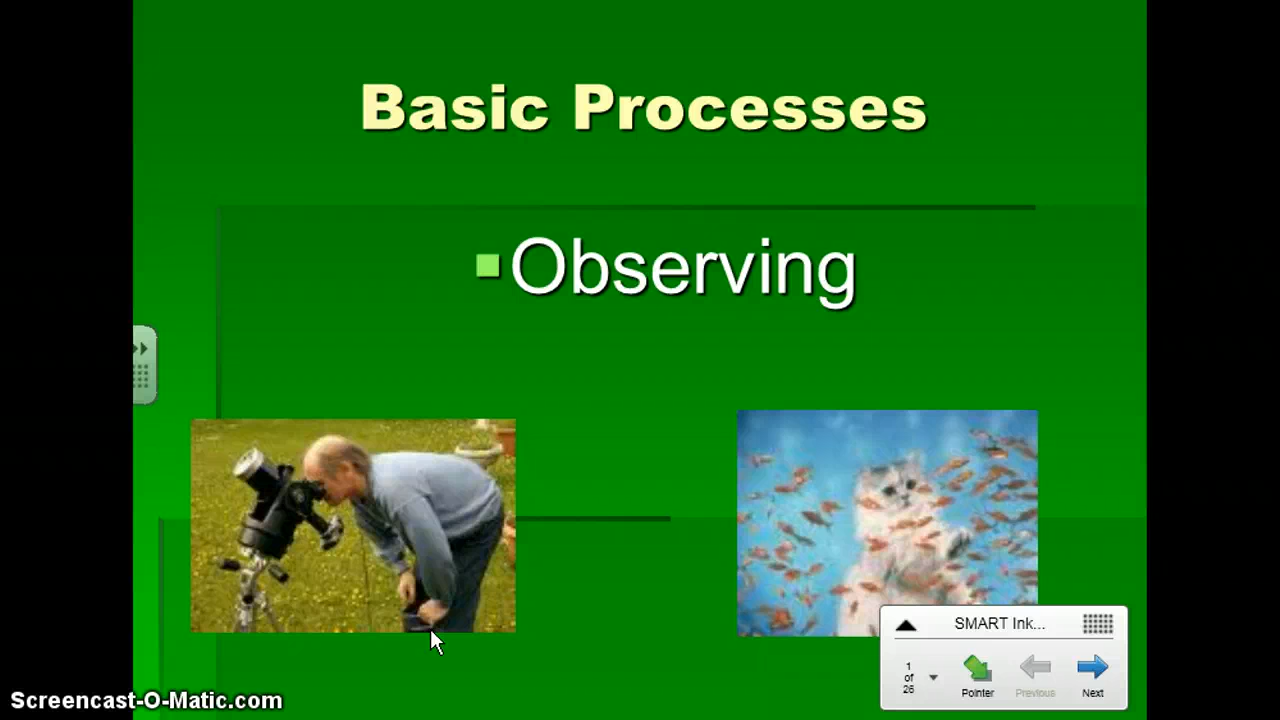 Basic Processes
Observing
SMART Ink...
1
of
26
Pointer
Previous
Next
Screencast-O-Matic.com